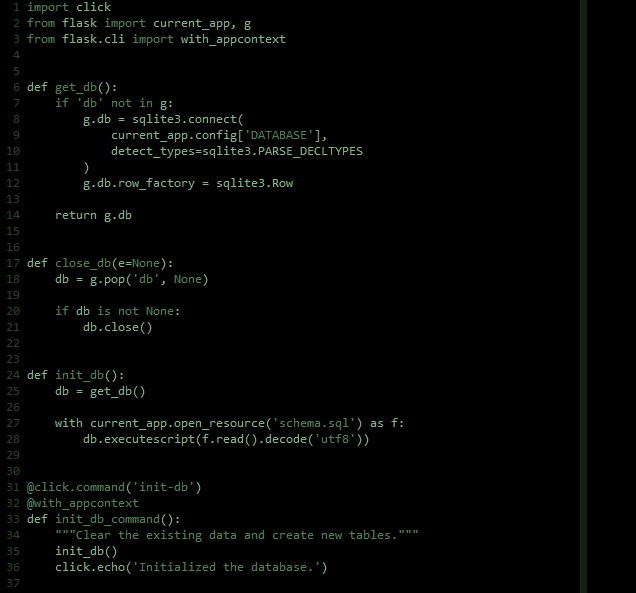 1 import click
2 from flask import current_app, g
3 from flask.cli import with_appcontext
4
5
6 def get_db():
7     if 'db' not in g:
8         g.db = sqlite3.connect(
9             current_app.config['DATABASE'],
10             detect_types=sqlite3.PARSE_DECLTYPES
11         )
12         g.db.row_factory = sqlite3.Row
13
14     return g.db
15
16
17 def close_db(e=None):
18     db = g.pop('db', None)
19
20     if db is not None:
21         db.close()
22
23
24 def init_db():
25     db = get_db()
26
27     with current_app.open_resource('schema.sql') as f:
28         db.executescript(f.read().decode('utf8'))
29
30
31 @click.command('init-db')
32 @with_appcontext
33 def init_db_command():
34     """Clear the existing data and create new tables."""
35     init_db()
36     click.echo('Initialized the database.')
37